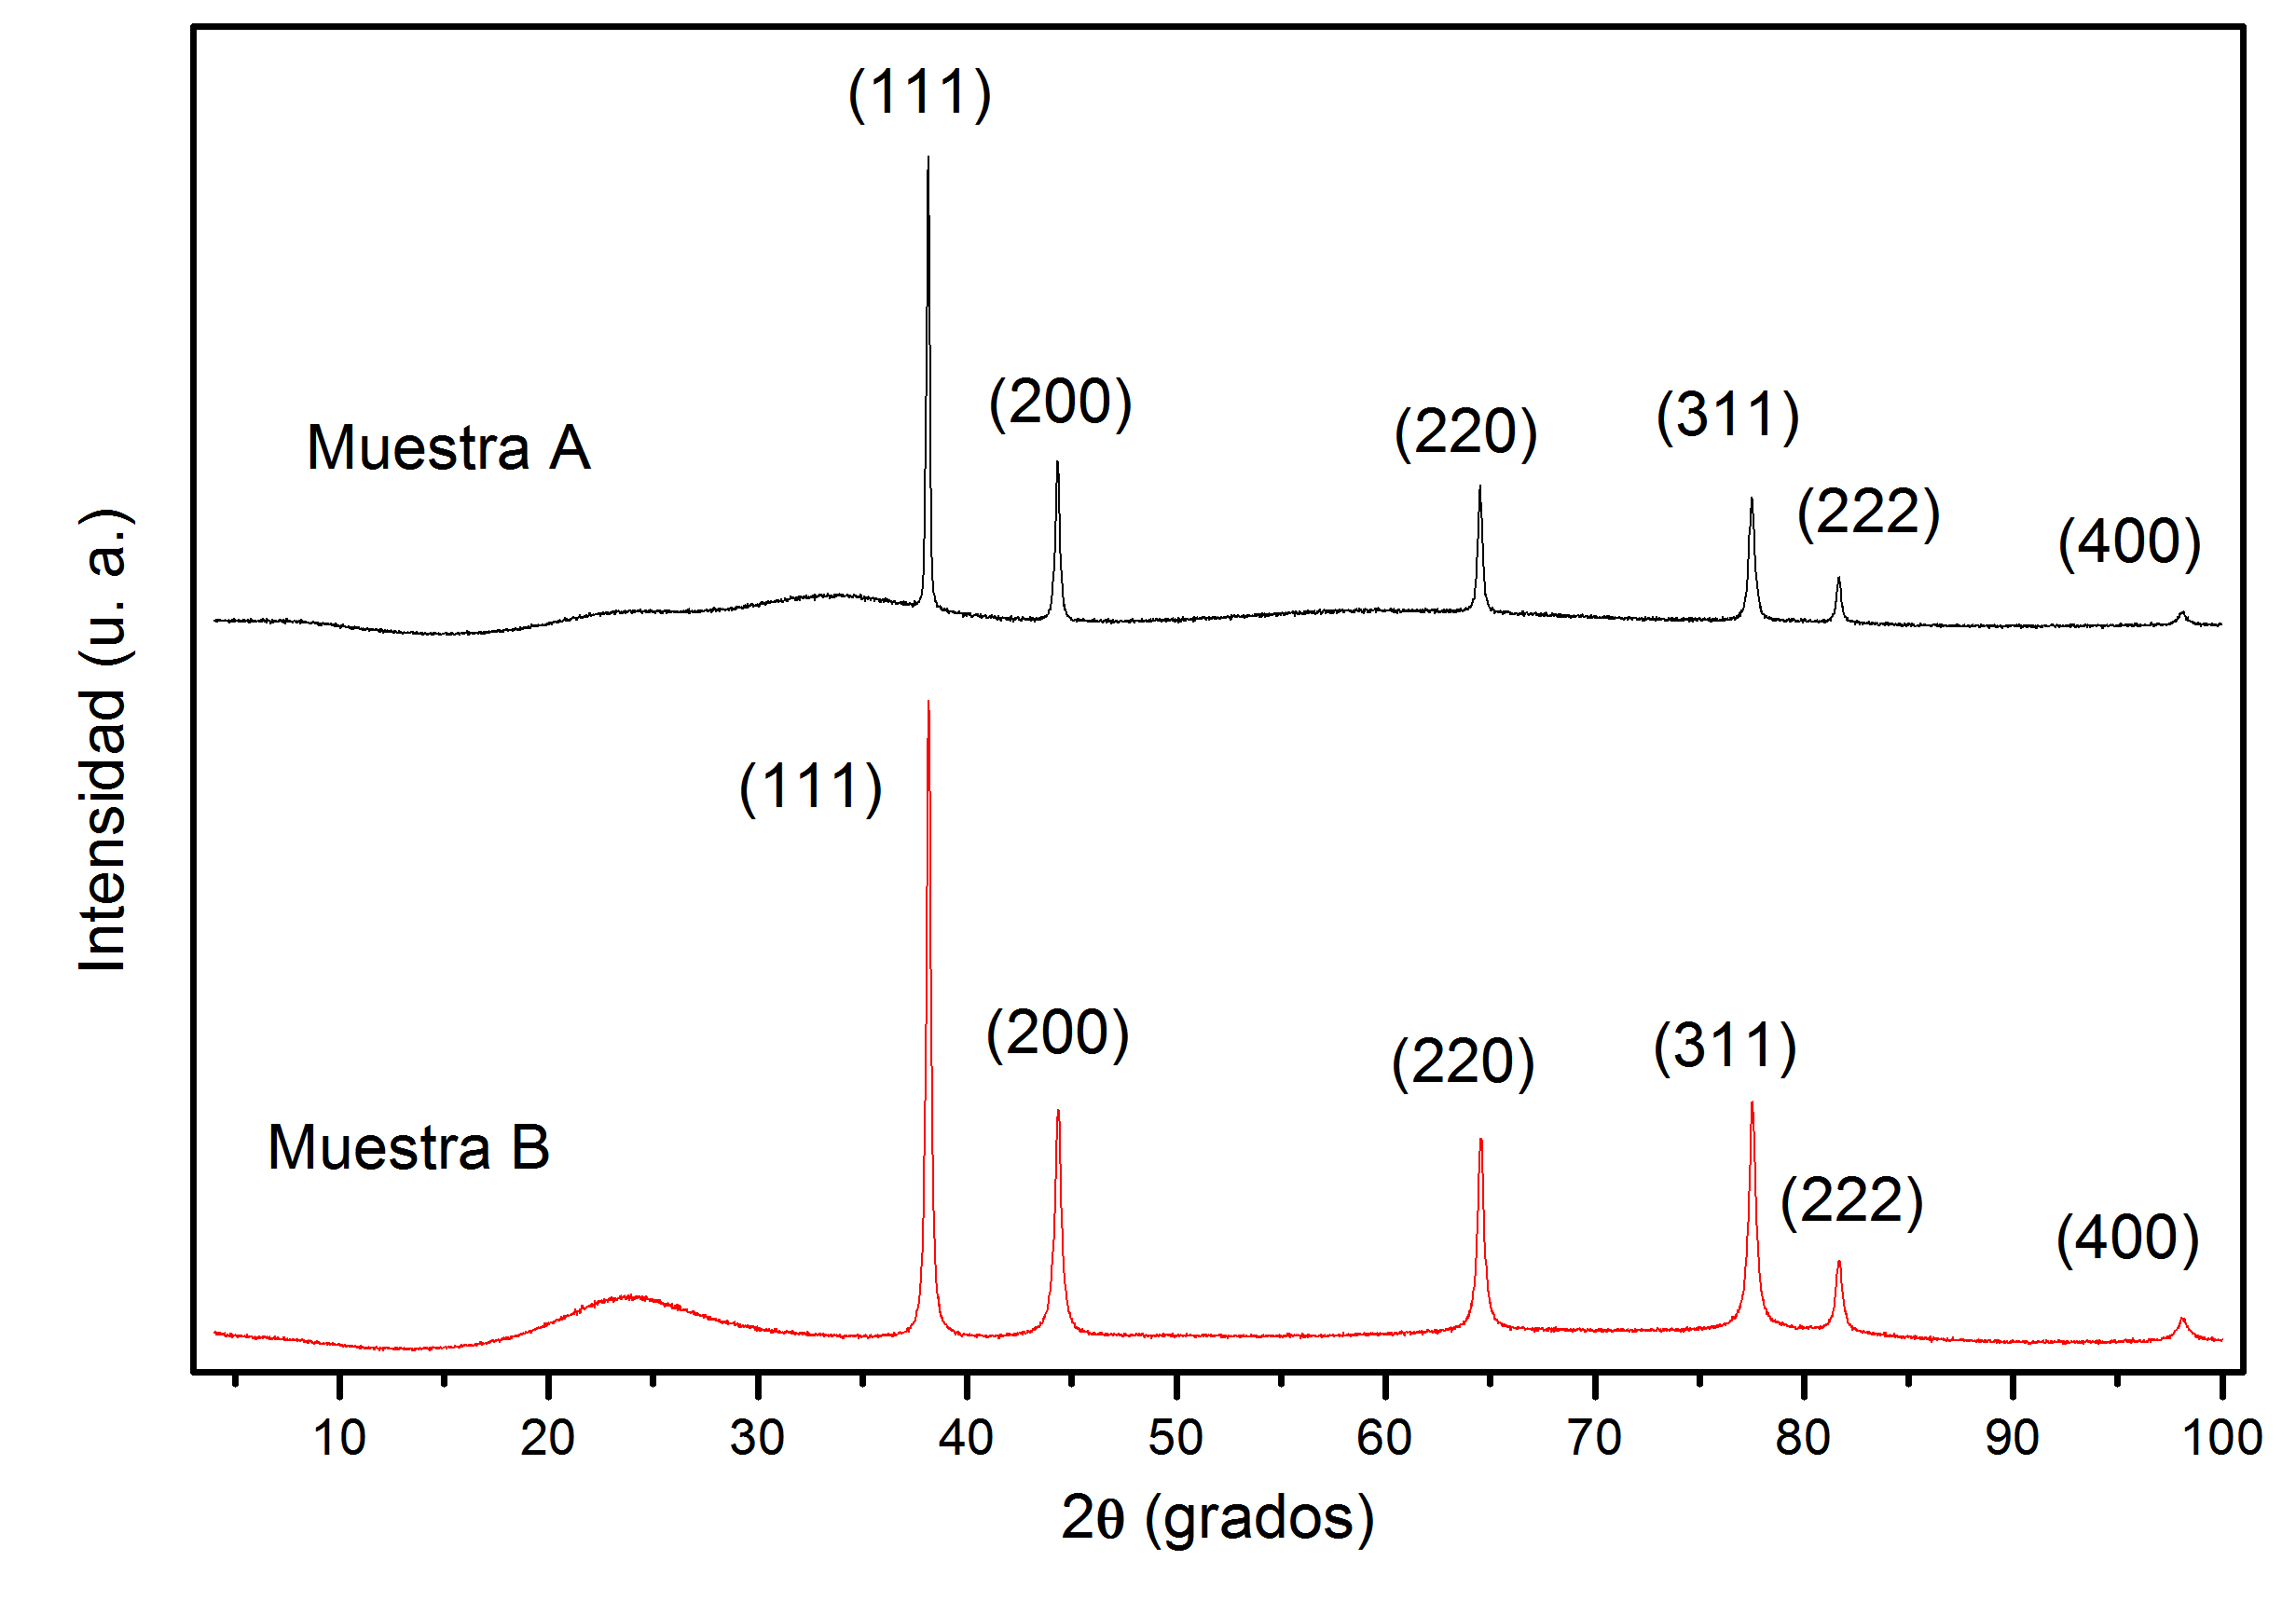 (111)
(200)
(220)
(311)
(222)
(400)
Muestra A
Intensidad (u. a.)
(111)
(200)
(220)
(311)
(222)
(400)
Muestra B
10 20 30 40 50 60 70 80 90 100
2θ (grados)